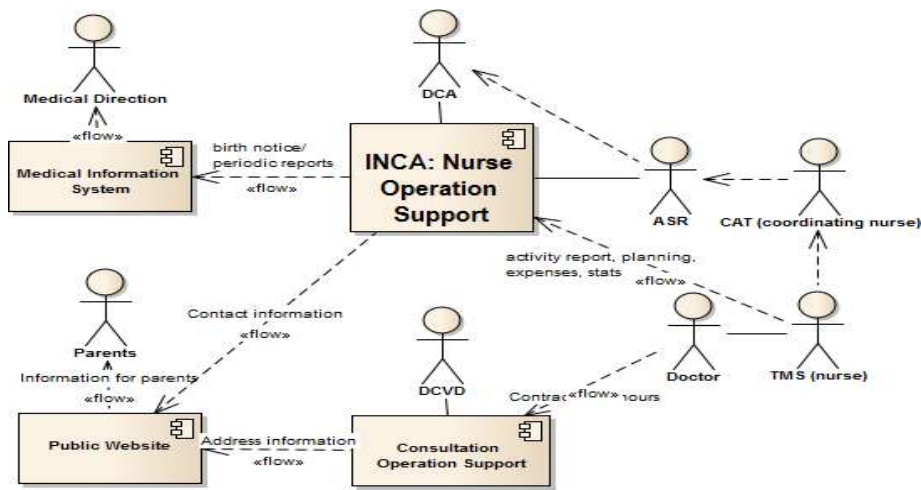 Medical Direction
«flow»
Medical Information
System
birth notice/
periodic reports
«flow»
DCA
INCA: Nurse
Operation
Support
ASR
CAT (coordinating nurse)
activity report, planning,
expenses, stats
«flow»
Contact information
«flow»
Parents
Information for parents
«flow»
DCVD
Doctor
TMS (nurse)
«flow»
Public Website
Address information
«flow»
Consultation
Operation Support